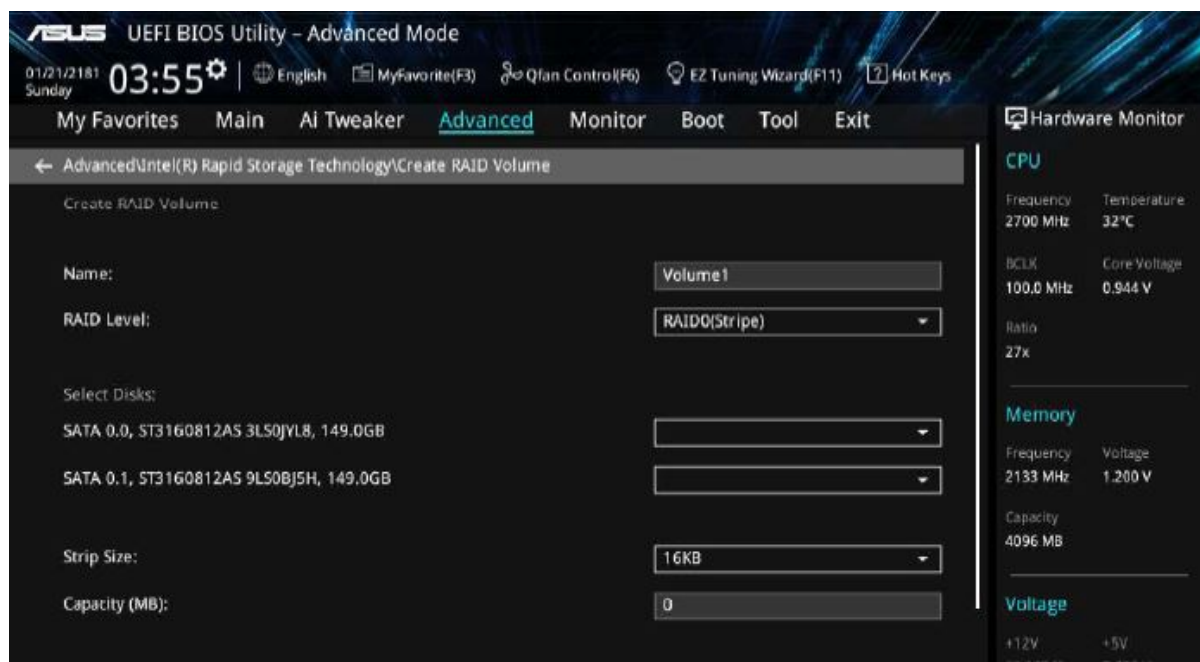 ASUS UEFI BIOS Utility – Advanced Mode
01/21/2181 Sunday 03:55 English MyFavorite(F3) Qfan Control(F6) EZ Tuning Wizard(F11) ? Hot Keys
My Favorites Main Ai Tweaker Advanced Monitor Boot Tool Exit
← Advanced\Intel(R) Rapid Storage Technology\Create RAID Volume
Create RAID Volume
Name: Volume1
RAID Level: RAID0(Stripe)
Select Disks:
SATA 0.0, ST3160812AS 3LS0JYL8, 149.0GB
SATA 0.1, ST3160812AS 9LS0BJ5H, 149.0GB
Strip Size: 16KB
Capacity (MB): 0
Hardware Monitor
CPU
Frequency Temperature
2700 MHz 32°C
BCLK Core Voltage
100.0 MHz 0.944 V
Ratio
27x
Memory
Frequency Voltage
2133 MHz 1.200 V
Capacity
4096 MB
Voltage
+12V +5V